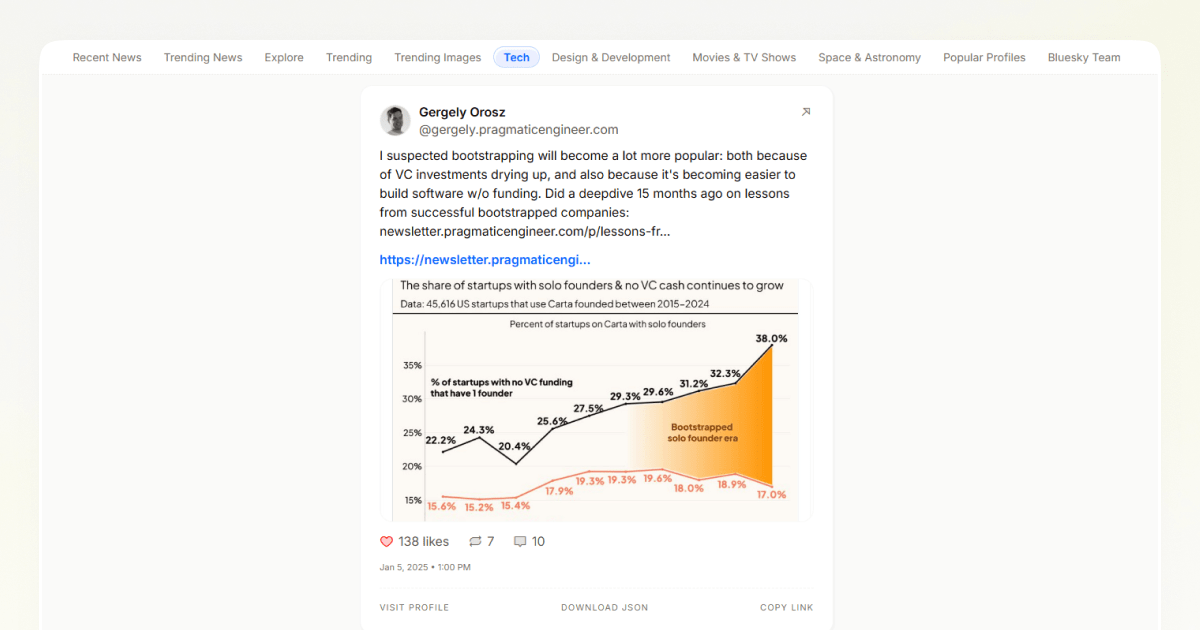 Recent News Trending News Explore Trending Trending Images Tech Design & Development Movies & TV Shows Space & Astronomy Popular Profiles Bluesky Team
Gergely Orosz
@gergely.pragmaticengineer.com
I suspected bootstrapping will become a lot more popular: both because
of VC investments drying up, and also because it's becoming easier to
build software w/o funding. Did a deepdive 15 months ago on lessons
from successful bootstrapped companies:
newsletter.pragmaticengineer.com/p/lessons-fr...
https://newsletter.pragmaticengi...
The share of startups with solo founders & no VC cash continues to grow
Data: 45,616 US startups that use Carta founded between 2015–2024
Percent of startups on Carta with solo founders
35%
30%
25%
20%
15%
% of startups with no VC funding
that have 1 founder
22.2% 24.3% 20.4% 25.6% 27.5% 29.3% 29.6% 31.2% 32.3% 38.0%
Bootstrapped
solo founder era
15.6% 15.2% 15.4% 17.9% 19.3% 19.3% 19.6% 18.0% 18.9% 17.0%
138 likes 7 10
Jan 5, 2025 • 1:00 PM
VISIT PROFILE DOWNLOAD JSON COPY LINK